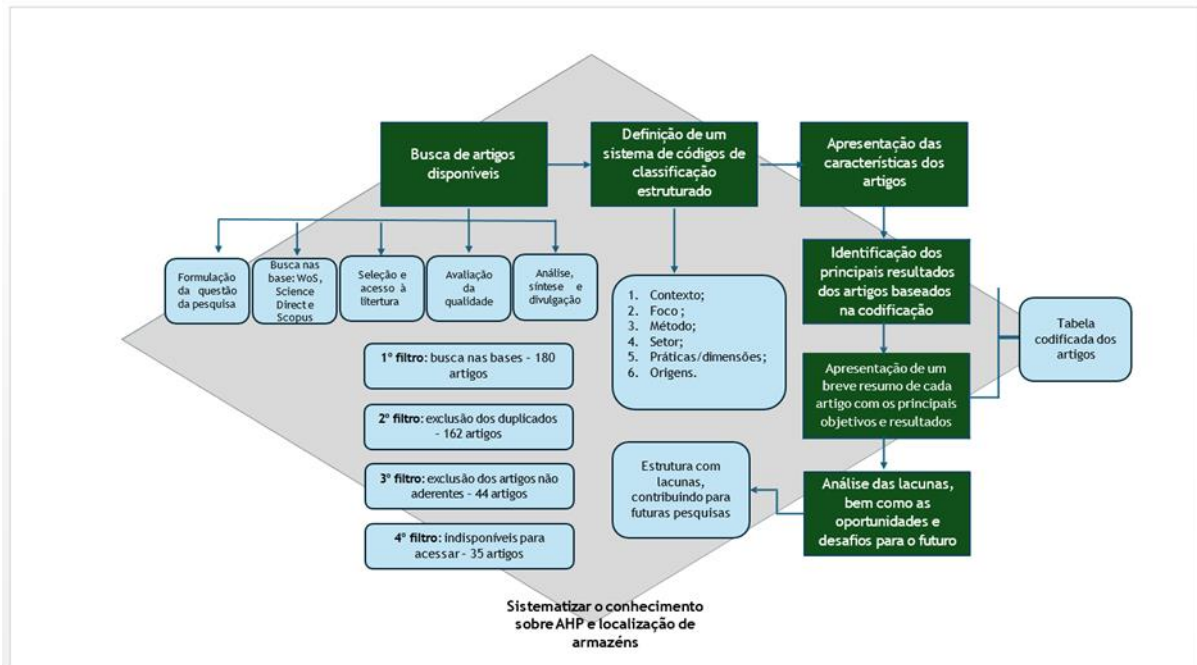 Busca de artigos
disponíveis
Definição de um
sistema de códigos de
classificação
estruturado
Apresentação das
características dos
artigos
Formulação
da questão
da pesquisa
Busca nas
base: WoS,
Science
Direct e
Scopus
Seleção e
acesso à
litertura
Avaliação
da
qualidade
Análise,
síntese e
divulgação
1º filtro: busca nas bases - 180
artigos
2º filtro: exclusão dos duplicados
- 162 artigos
3º filtro: exclusão dos artigos não
aderentes - 44 artigos
4º filtro: indisponíveis para
acessar - 35 artigos
1. Contexto;
2. Foco ;
3. Método;
4. Setor;
5. Práticas/dimensões;
6. Origens.
Identificação dos
principais resultados
dos artigos baseados
na codificação
Apresentação de um
breve resumo de cada
artigo com os principais
objetivos e resultados
Tabela
codificada dos
artigos
Análise das lacunas,
bem como as
oportunidades e
desafios para o futuro
Estrutura com
lacunas,
contribuindo para
futuras pesquisas
Sistematizar o conhecimento
sobre AHP e localização de
armazéns